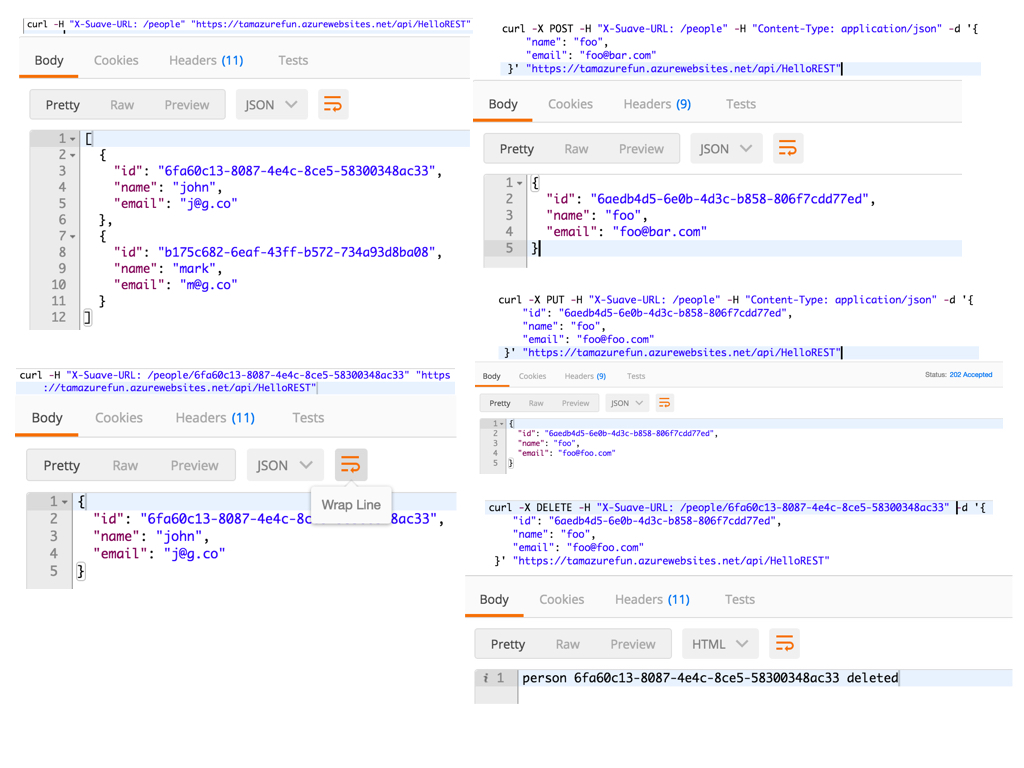 curl -H "X-Suave-URL: /people" "https://tamazurefun.azurewebsites.net/api/HelloREST"
Body Cookies Headers (11) Tests
Pretty Raw Preview JSON
1 [
2 {
3 "id": "6fa60c13-8087-4e4c-8ce5-58300348ac33",
4 "name": "john",
5 "email": "j@g.co"
6 },
7 {
8 "id": "b175c682-6eaf-43ff-b572-734a93d8ba08",
9 "name": "mark",
10 "email": "m@g.co"
11 }
12 ]
curl -H "X-Suave-URL: /people/6fa60c13-8087-4e4c-8ce5-58300348ac33" "https
://tamazurefun.azurewebsites.net/api/HelloREST"
Body Cookies Headers (11) Tests
Pretty Raw Preview JSON
Wrap Line
1 {
2 "id": "6fa60c13-8087-4e4c-8c ac33",
3 "name": "john",
4 "email": "j@g.co"
5 }
curl -X POST -H "X-Suave-URL: /people" -H "Content-Type: application/json" -d '{
"name": "foo",
"email": "foo@bar.com"
}' "https://tamazurefun.azurewebsites.net/api/HelloREST"
Body Cookies Headers (9) Tests
Pretty Raw Preview JSON
1 {
2 "id": "6aedb4d5-6e0b-4d3c-b858-806f7cdd77ed",
3 "name": "foo",
4 "email": "foo@bar.com"
5 }
curl -X PUT -H "X-Suave-URL: /people" -H "Content-Type: application/json" -d '{
"id": "6aedb4d5-6e0b-4d3c-b858-806f7cdd77ed",
"name": "foo",
"email": "foo@foo.com"
}' "https://tamazurefun.azurewebsites.net/api/HelloREST"
Body Cookies Headers (9) Tests Status: 202 Accepted
Pretty Raw Preview JSON
1 {
2 "id": "6aedb4d5-6e0b-4d3c-b858-806f7cdd77ed",
3 "name": "foo",
4 "email": "foo@foo.com"
5 }
curl -X DELETE -H "X-Suave-URL: /people/6fa60c13-8087-4e4c-8ce5-58300348ac33" -d '{
"id": "6aedb4d5-6e0b-4d3c-b858-806f7cdd77ed",
"name": "foo",
"email": "foo@foo.com"
}' "https://tamazurefun.azurewebsites.net/api/HelloREST"
Body Cookies Headers (11) Tests
Pretty Raw Preview HTML
i 1 person 6fa60c13-8087-4e4c-8ce5-58300348ac33 deleted